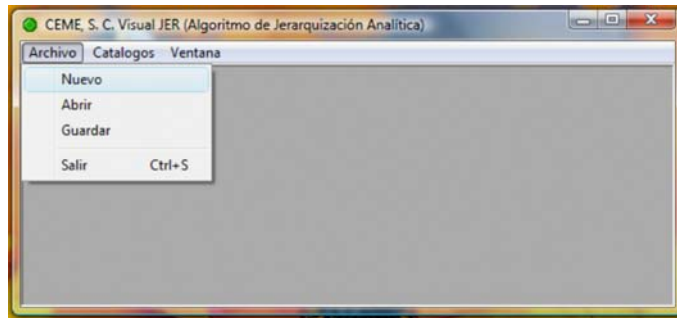 CEME, S. C. Visual JER (Algoritmo de Jerarquización Analítica)
Archivo Catalogos Ventana
Nuevo
Abrir
Guardar
Salir Ctrl+S